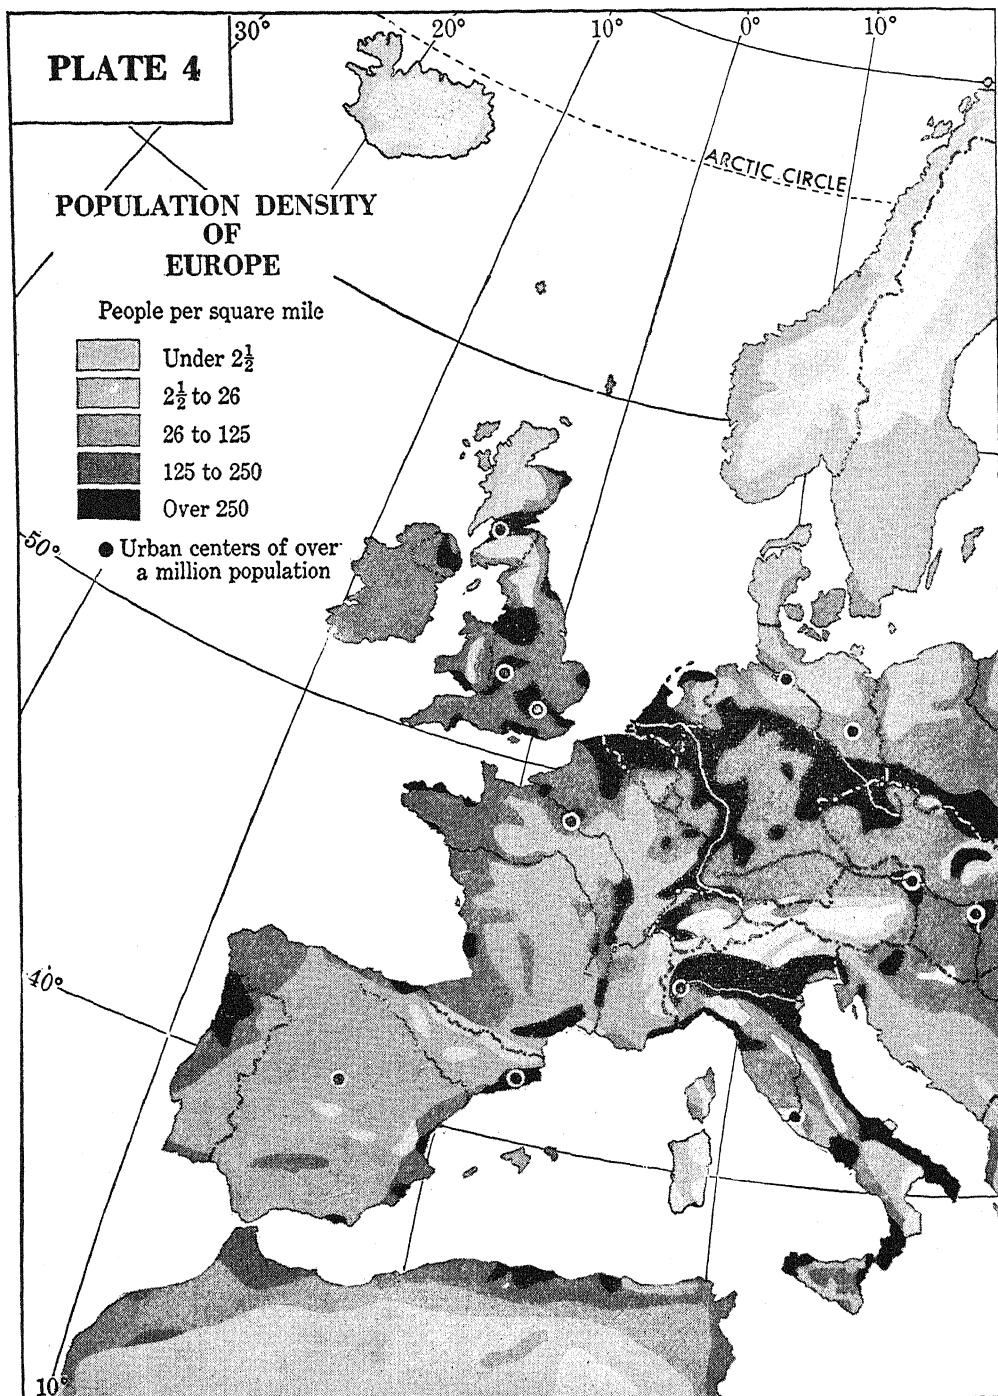 PLATE 4
30° 20° 10° 0° 10°
ARCTIC CIRCLE
POPULATION DENSITY
OF
EUROPE
People per square mile
Under 2½
2½ to 26
26 to 125
125 to 250
Over 250
Urban centers of over
a million population
50°
40°
10°